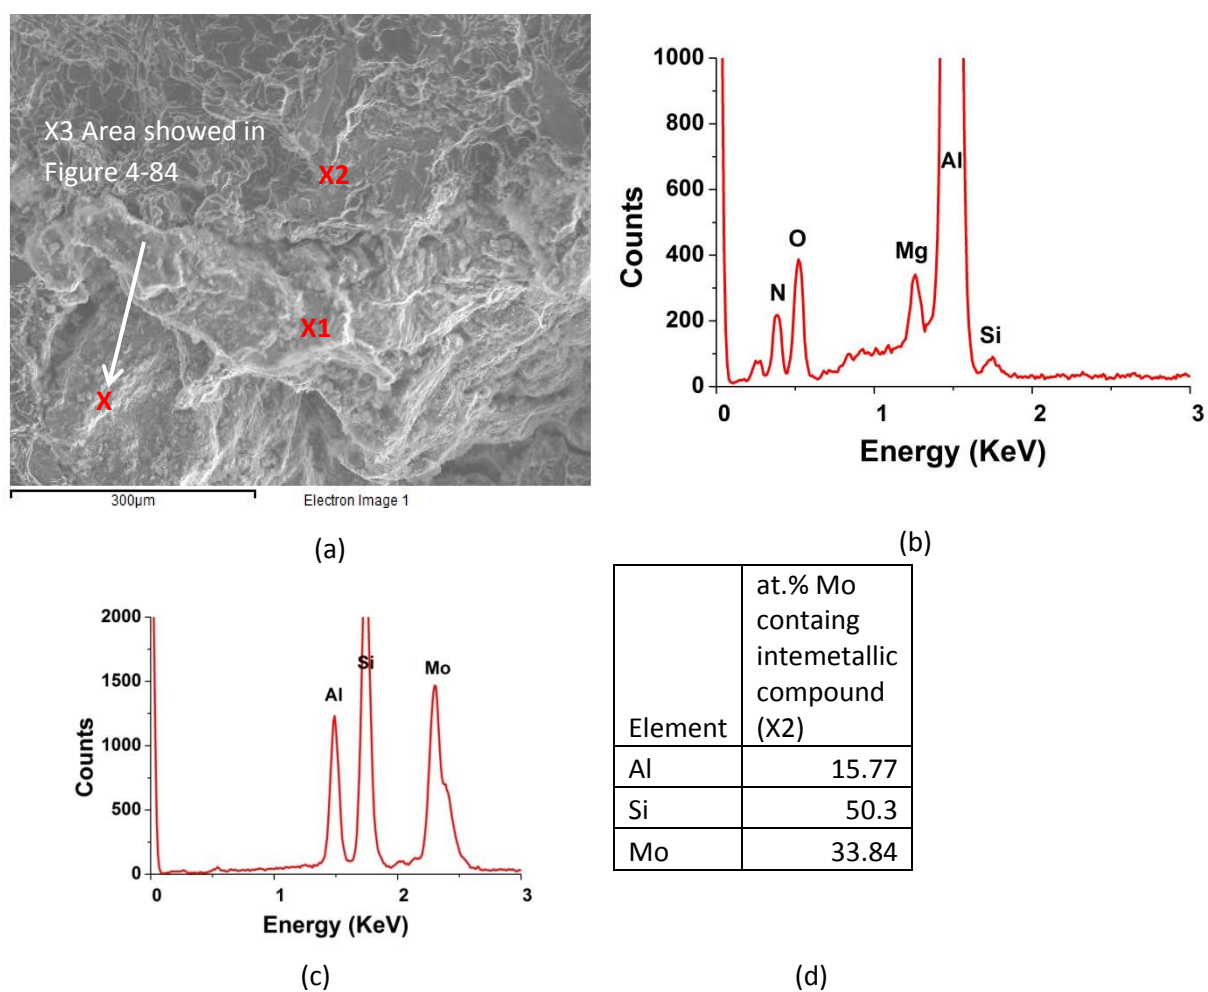 X3 Area showed in
Figure 4-84
X2
X1
X
300µm
Electron Image 1
(a)
1000
800
600
400
200
0
Counts
N
O
Mg
Al
Si
0
1
2
3
Energy (KeV)
(b)
2000
1500
1000
500
0
Counts
Al
Si
Mo
0
1
2
3
Energy (KeV)
(c)
Element
at.% Mo
containg
intemetallic
compound
(X2)
Al 15.77
Si 50.3
Mo 33.84
(d)